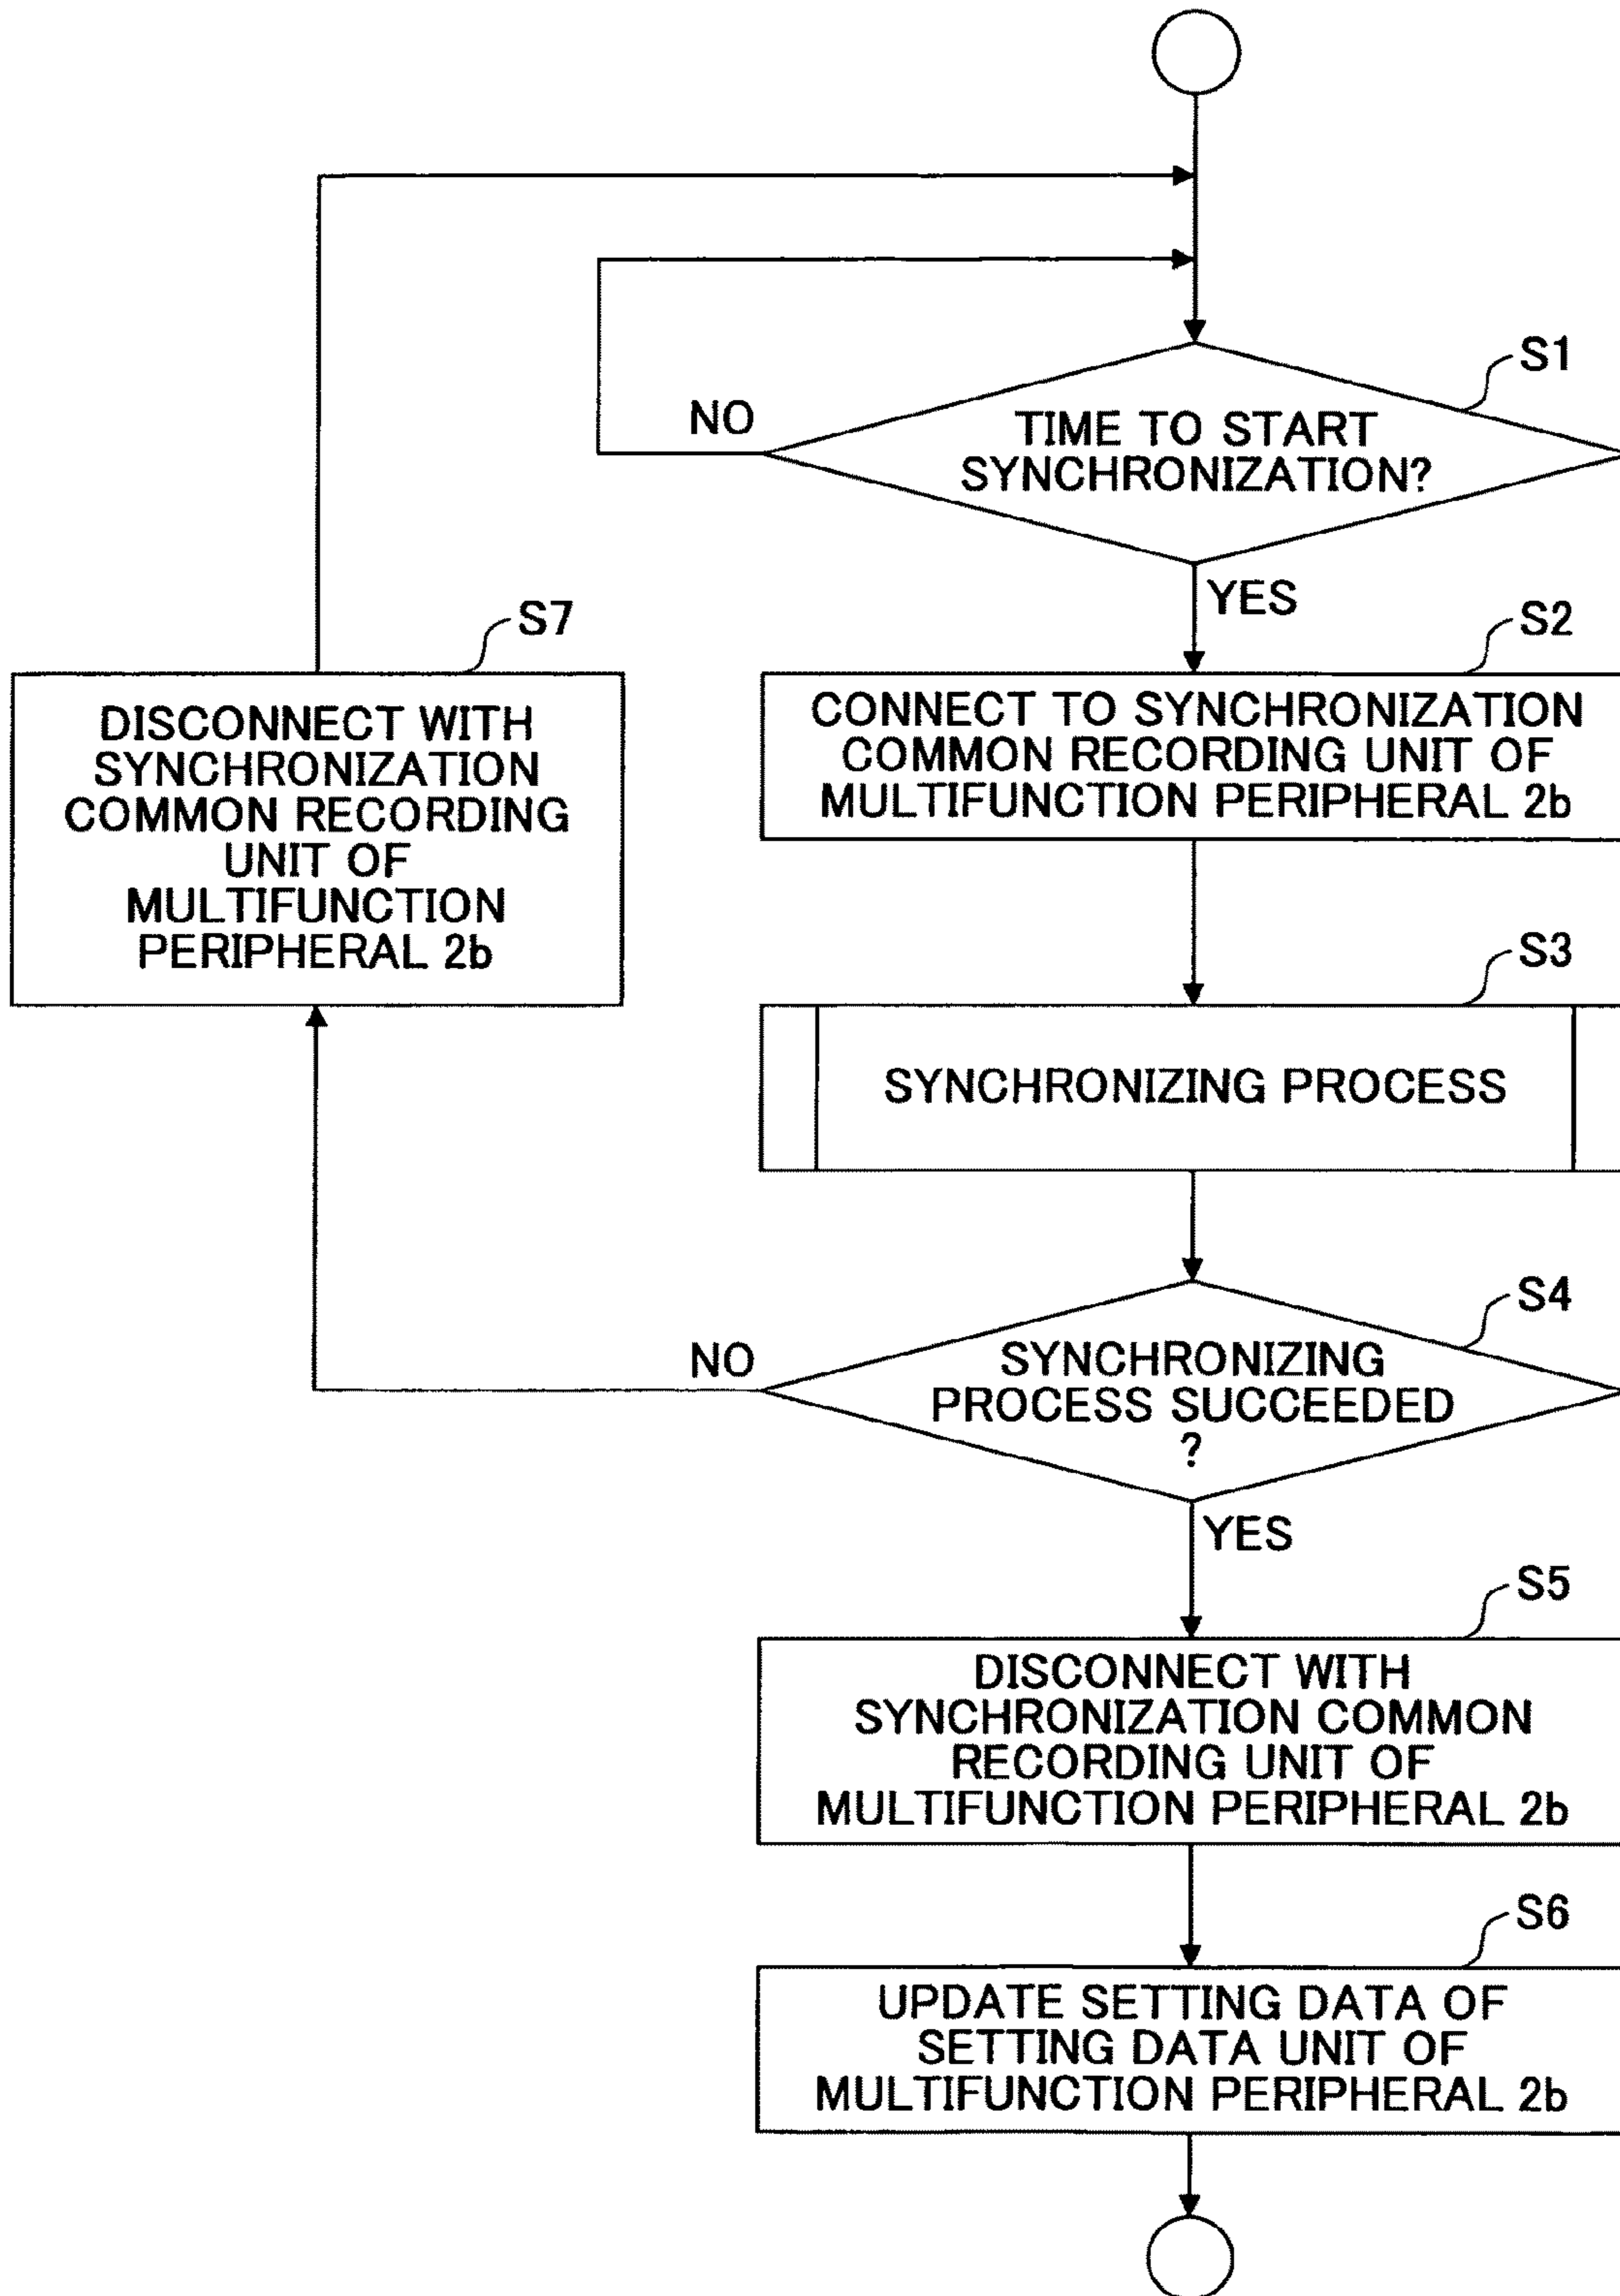 S1
NO
TIME TO START
SYNCHRONIZATION?
YES
S7
S2
DISCONNECT WITH
SYNCHRONIZATION
COMMON RECORDING
UNIT OF
MULTIFUNCTION
PERIPHERAL 2b
CONNECT TO SYNCHRONIZATION
COMMON RECORDING UNIT OF
MULTIFUNCTION PERIPHERAL 2b
S3
SYNCHRONIZING PROCESS
S4
NO
SYNCHRONIZING
PROCESS SUCCEEDED
?
YES
S5
DISCONNECT WITH
SYNCHRONIZATION COMMON
RECORDING UNIT OF
MULTIFUNCTION PERIPHERAL 2b
S6
UPDATE SETTING DATA OF
SETTING DATA UNIT OF
MULTIFUNCTION PERIPHERAL 2b